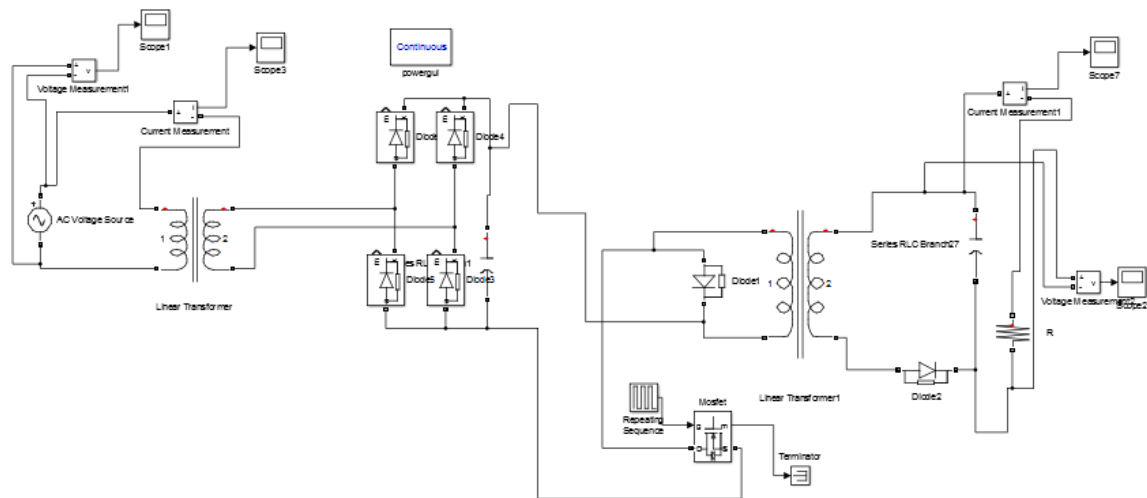 Scope1
Scope3
Continuous
powergui
Scope7
Voltage Measurement1
Current Measurement
Current Measurement1
Diode4
AC Voltage Source
1
2
Linear Transformer
Diode5
Diode3
Series RLC Branch27
Diode1
1
2
Voltage Measurement2
Scope2
R
Linear Transformer1
Diode2
Mosfet
Repeating
Sequence
Terminator